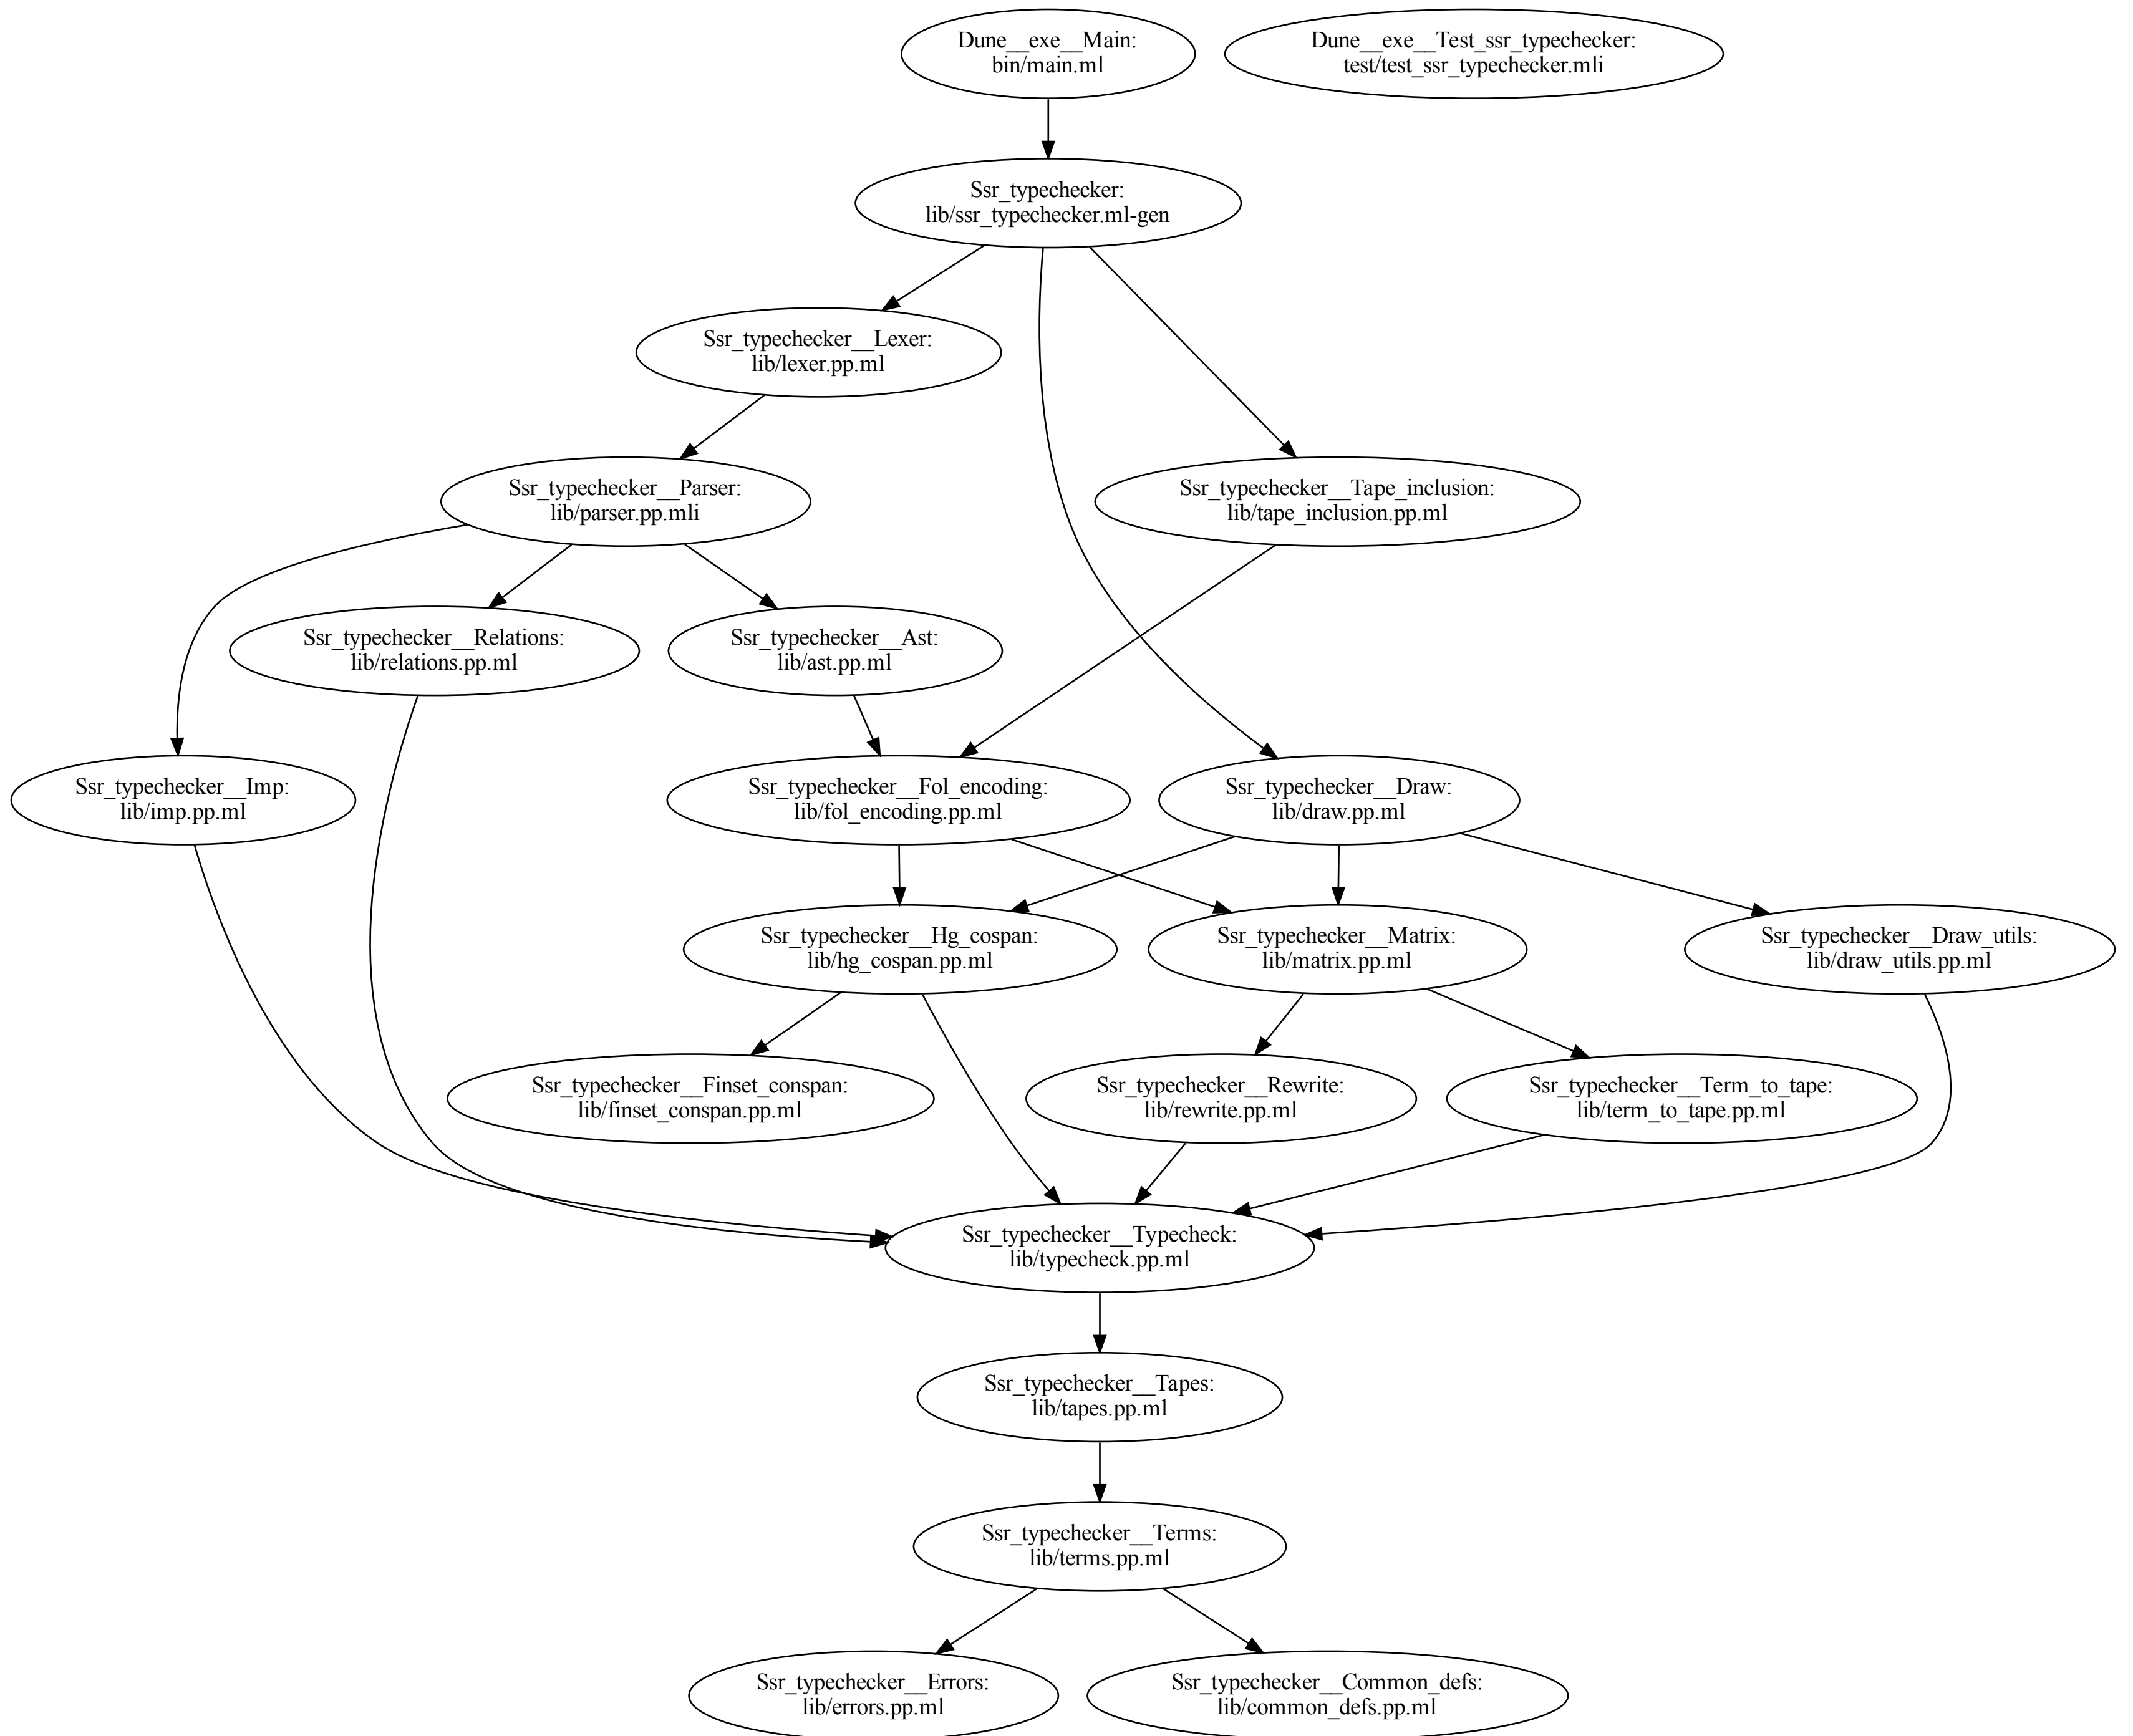 Dune__exe__Main:
bin/main.ml
Dune__exe__Test_ssr_typechecker:
test/test_ssr_typechecker.mli
Ssr_typechecker:
lib/ssr_typechecker.ml-gen
Ssr_typechecker__Lexer:
lib/lexer.pp.ml
Ssr_typechecker__Parser:
lib/parser.pp.mli
Ssr_typechecker__Tape_inclusion:
lib/tape_inclusion.pp.ml
Ssr_typechecker__Relations:
lib/relations.pp.ml
Ssr_typechecker__Ast:
lib/ast.pp.ml
Ssr_typechecker__Imp:
lib/imp.pp.ml
Ssr_typechecker__Fol_encoding:
lib/fol_encoding.pp.ml
Ssr_typechecker__Draw:
lib/draw.pp.ml
Ssr_typechecker__Hg_cospan:
lib/hg_cospan.pp.ml
Ssr_typechecker__Matrix:
lib/matrix.pp.ml
Ssr_typechecker__Draw_utils:
lib/draw_utils.pp.ml
Ssr_typechecker__Finset_conspan:
lib/finset_conspan.pp.ml
Ssr_typechecker__Rewrite:
lib/rewrite.pp.ml
Ssr_typechecker__Term_to_tape:
lib/term_to_tape.pp.ml
Ssr_typechecker__Typecheck:
lib/typecheck.pp.ml
Ssr_typechecker__Tapes:
lib/tapes.pp.ml
Ssr_typechecker__Terms:
lib/terms.pp.ml
Ssr_typechecker__Errors:
lib/errors.pp.ml
Ssr_typechecker__Common_defs:
lib/common_defs.pp.ml